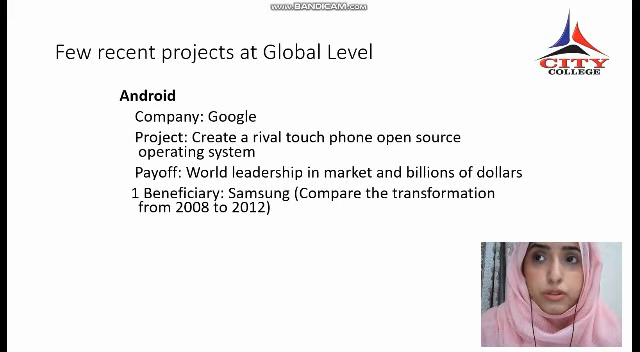 www.BANDICAM.com
Few recent projects at Global Level
CITY
COLLEGE
Android
Company: Google
Project: Create a rival touch phone open source
operating system
Payoff: World leadership in market and billions of dollars
1 Beneficiary: Samsung (Compare the transformation
from 2008 to 2012)